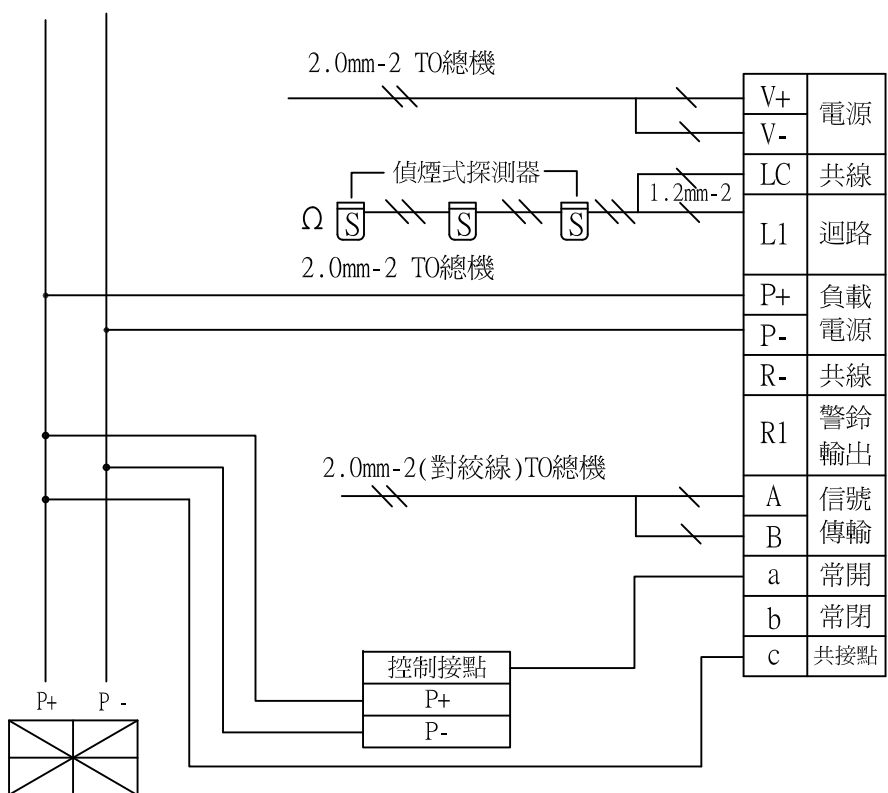 2.0mm-2 TO總機
V+
電源
V-
偵煙式探測器
LC
共線
1.2mm-2
Ω
S
S
S
L1
迴路
2.0mm-2 TO總機
P+
負載
電源
P-
R-
共線
R1
警鈴
輸出
2.0mm-2(對絞線)TO總機
A
信號
傳輸
B
a
常開
b
常閉
控制接點
c
共接點
P+
P -
P+
P-